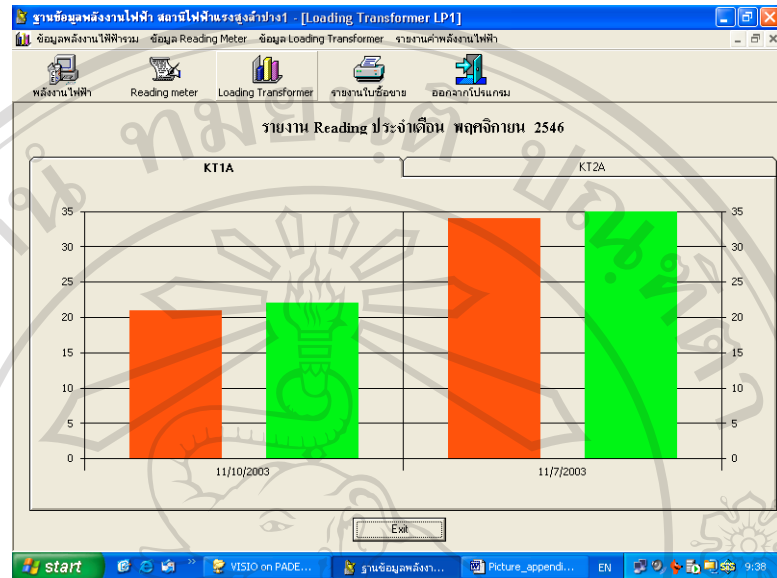 ฐานข้อมูลพลังงานไฟฟ้า สถานีไฟฟ้าแรงสูงลำปาง1 - [Loading Transformer LP1]
ข้อมูลพลังงานไฟฟ้ารวม ข้อมูล Reading Meter ข้อมูล Loading Transformer รายงานค่าพลังงานไฟฟ้า
พลังงานไฟฟ้า Reading meter Loading Transformer รายงานใบซื้อขาย ออกจากโปรแกรม
รายงาน Reading ประจำเดือน พฤศจิกายน 2546
KT1A KT2A
35 35
30 30
25 25
20 20
15 15
10 10
5 5
0 0
11/10/2003 11/7/2003
Exit
start VISIO on PADE... ฐานข้อมูลพลังงา... Picture_appendi... EN 9:38